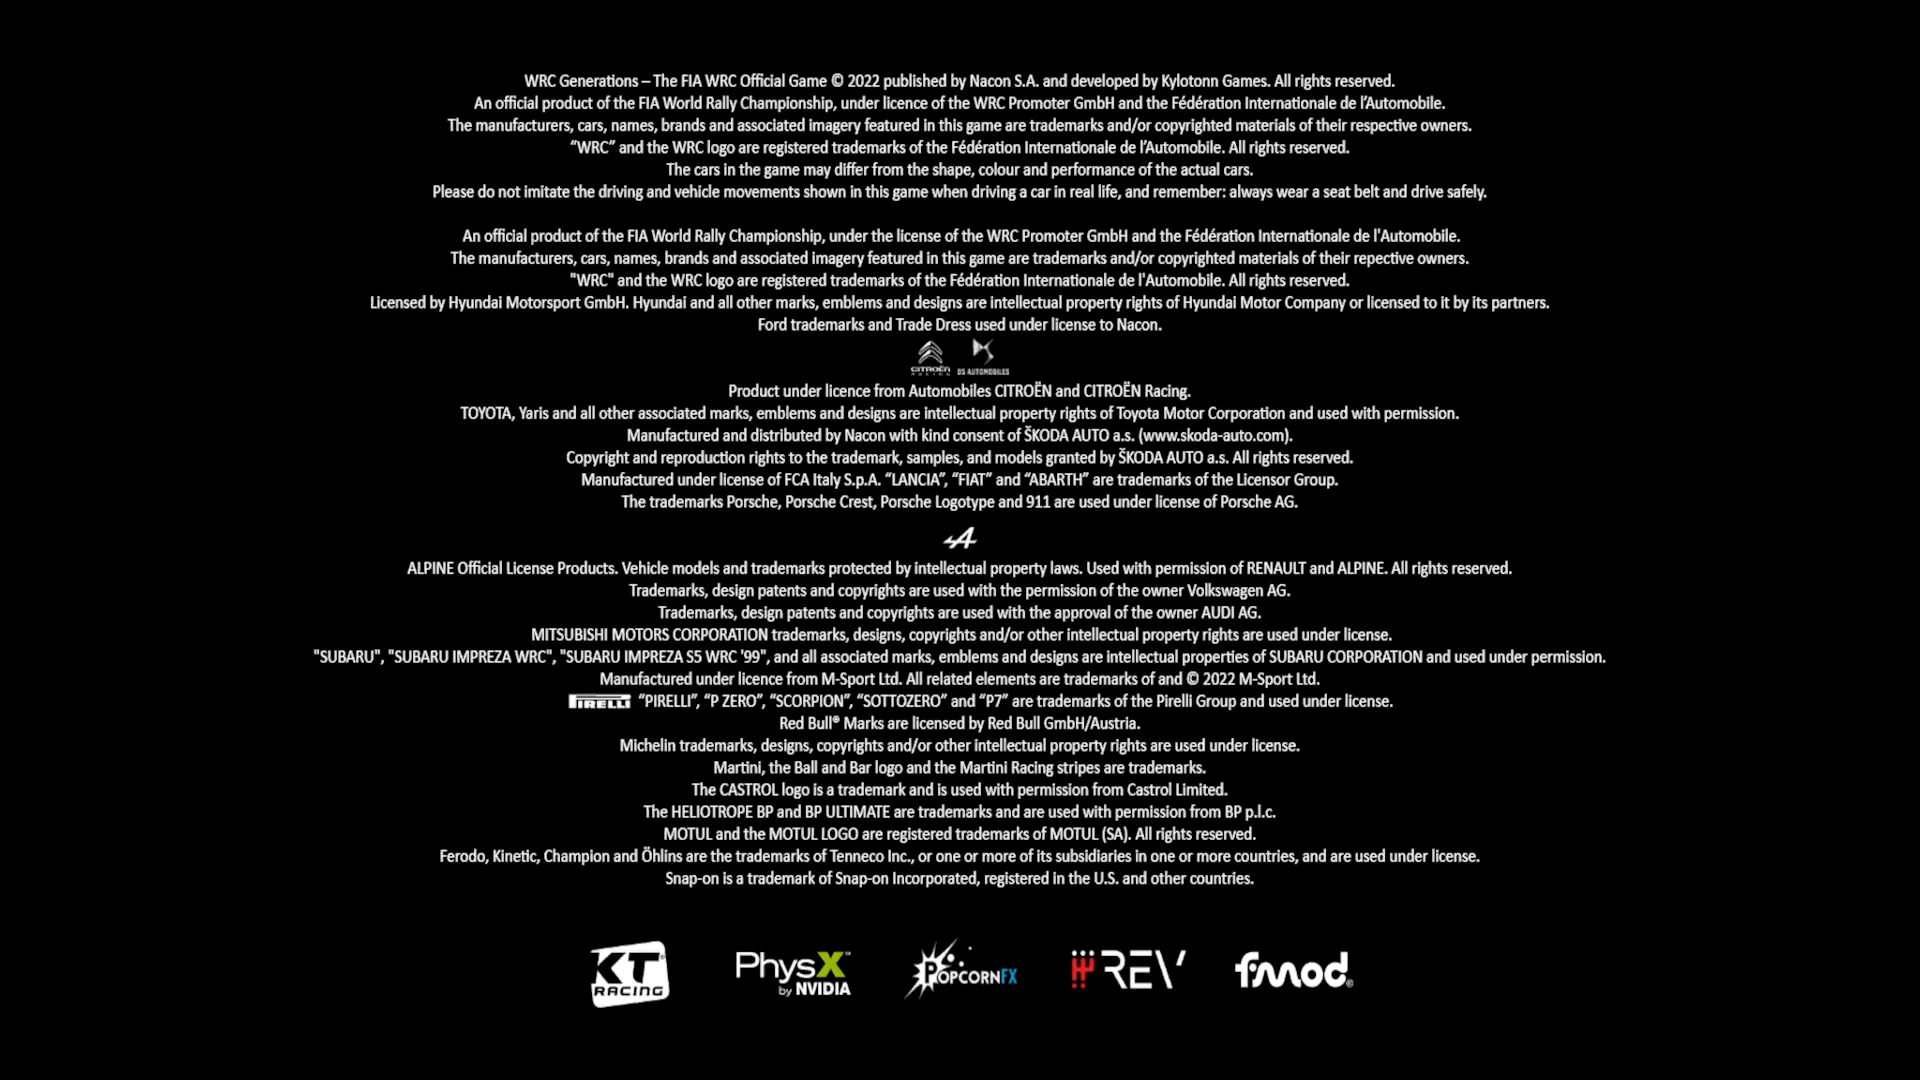 WRC Generations – The FIA WRC Official Game © 2022 published by Nacon S.A. and developed by Kylotonn Games. All rights reserved.
An official product of the FIA World Rally Championship, under licence of the WRC Promoter GmbH and the Fédération Internationale de l’Automobile.
The manufacturers, cars, names, brands and associated imagery featured in this game are trademarks and/or copyrighted materials of their respective owners.
“WRC” and the WRC logo are registered trademarks of the Fédération Internationale de l’Automobile. All rights reserved.
The cars in the game may differ from the shape, colour and performance of the actual cars.
Please do not imitate the driving and vehicle movements shown in this game when driving a car in real life, and remember: always wear a seat belt and drive safely.
An official product of the FIA World Rally Championship, under the license of the WRC Promoter GmbH and the Fédération Internationale de l'Automobile.
The manufacturers, cars, names, brands and associated imagery featured in this game are trademarks and/or copyrighted materials of their repective owners.
"WRC" and the WRC logo are registered trademarks of the Fédération Internationale de l'Automobile. All rights reserved.
Licensed by Hyundai Motorsport GmbH. Hyundai and all other marks, emblems and designs are intellectual property rights of Hyundai Motor Company or licensed to it by its partners.
Ford trademarks and Trade Dress used under license to Nacon.
CITROËN RACING DS AUTOMOBILES
Product under licence from Automobiles CITROËN and CITROËN Racing.
TOYOTA, Yaris and all other associated marks, emblems and designs are intellectual property rights of Toyota Motor Corporation and used with permission.
Manufactured and distributed by Nacon with kind consent of ŠKODA AUTO a.s. (www.skoda-auto.com).
Copyright and reproduction rights to the trademark, samples, and models granted by ŠKODA AUTO a.s. All rights reserved.
Manufactured under license of FCA Italy S.p.A. “LANCIA”, “FIAT” and “ABARTH” are trademarks of the Licensor Group.
The trademarks Porsche, Porsche Crest, Porsche Logotype and 911 are used under license of Porsche AG.
A
ALPINE Official License Products. Vehicle models and trademarks protected by intellectual property laws. Used with permission of RENAULT and ALPINE. All rights reserved.
Trademarks, design patents and copyrights are used with the permission of the owner Volkswagen AG.
Trademarks, design patents and copyrights are used with the approval of the owner AUDI AG.
MITSUBISHI MOTORS CORPORATION trademarks, designs, copyrights and/or other intellectual property rights are used under license.
"SUBARU", "SUBARU IMPREZA WRC", "SUBARU IMPREZA S5 WRC '99", and all associated marks, emblems and designs are intellectual properties of SUBARU CORPORATION and used under permission.
Manufactured under licence from M-Sport Ltd. All related elements are trademarks of and © 2022 M-Sport Ltd.
PIRELLI “PIRELLI”, “P ZERO”, “SCORPION”, “SOTTOZERO” and “P7” are trademarks of the Pirelli Group and used under license.
Red Bull® Marks are licensed by Red Bull GmbH/Austria.
Michelin trademarks, designs, copyrights and/or other intellectual property rights are used under license.
Martini, the Ball and Bar logo and the Martini Racing stripes are trademarks.
The CASTROL logo is a trademark and is used with permission from Castrol Limited.
The HELIOTROPE BP and BP ULTIMATE are trademarks and are used with permission from BP p.l.c.
MOTUL and the MOTUL LOGO are registered trademarks of MOTUL (SA). All rights reserved.
Ferodo, Kinetic, Champion and Öhlins are the trademarks of Tenneco Inc., or one or more of its subsidiaries in one or more countries, and are used under license.
Snap-on is a trademark of Snap-on Incorporated, registered in the U.S. and other countries.
KT RACING PhysX™ by NVIDIA POPCORNFX REV fmod®